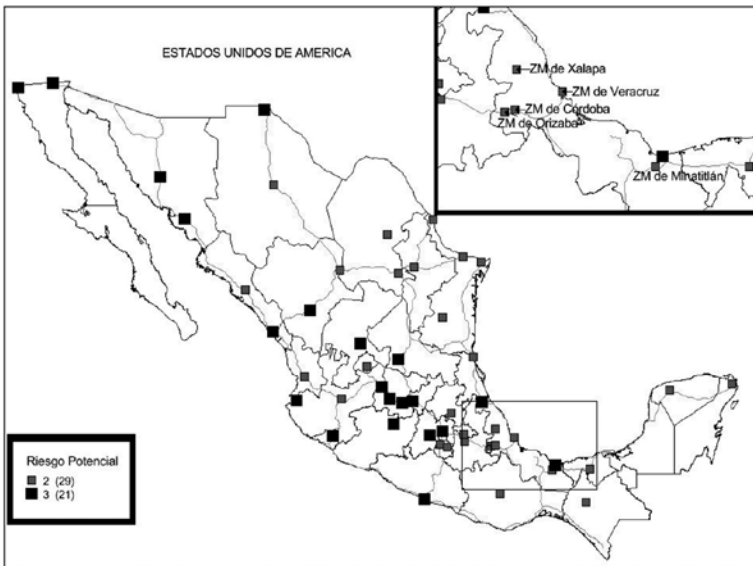 ESTADOS UNIDOS DE AMERICA
ZM de Xalapa
ZM de Veracruz
ZM de Córdoba
ZM de Orizaba
ZM de Minatitlán
Riesgo Potencial
2 (29)
3 (21)